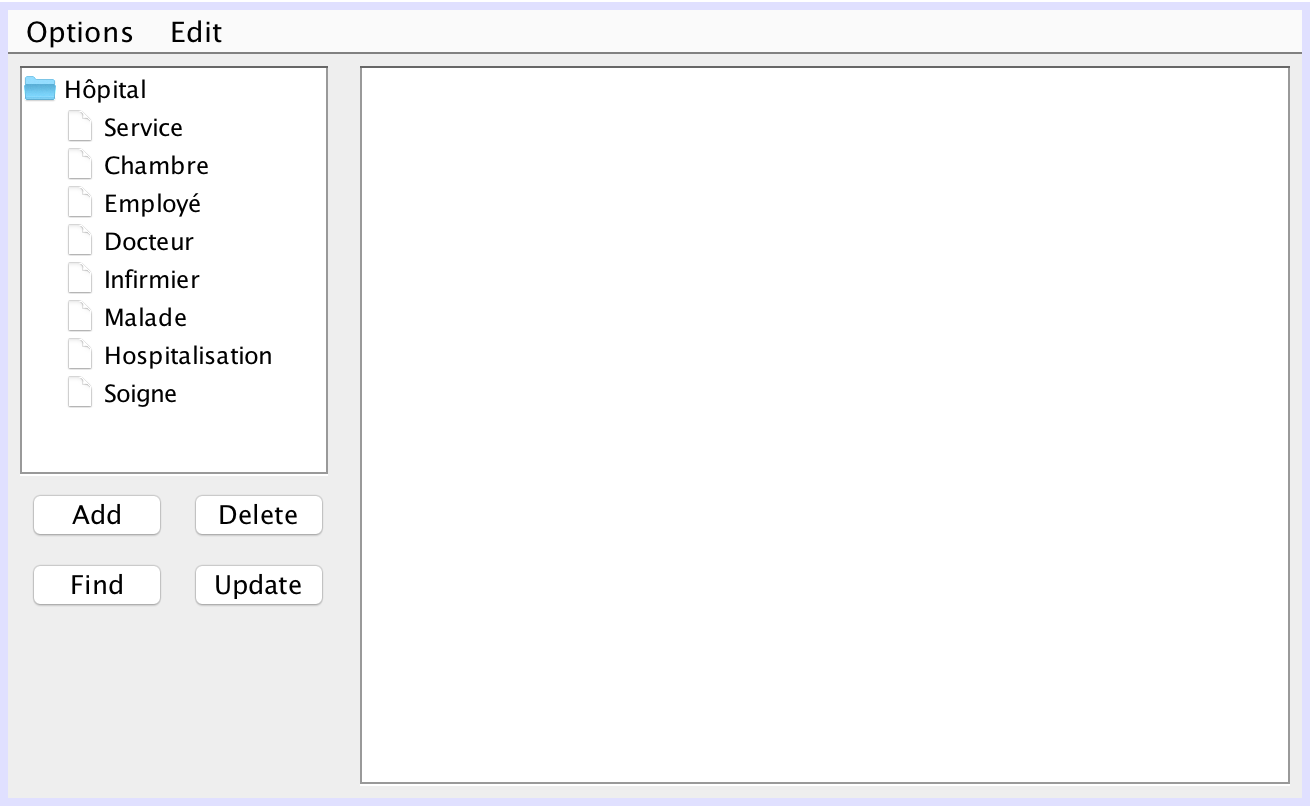 Options Edit
Hôpital
Service
Chambre
Employé
Docteur
Infirmier
Malade
Hospitalisation
Soigne
Add Delete
Find Update